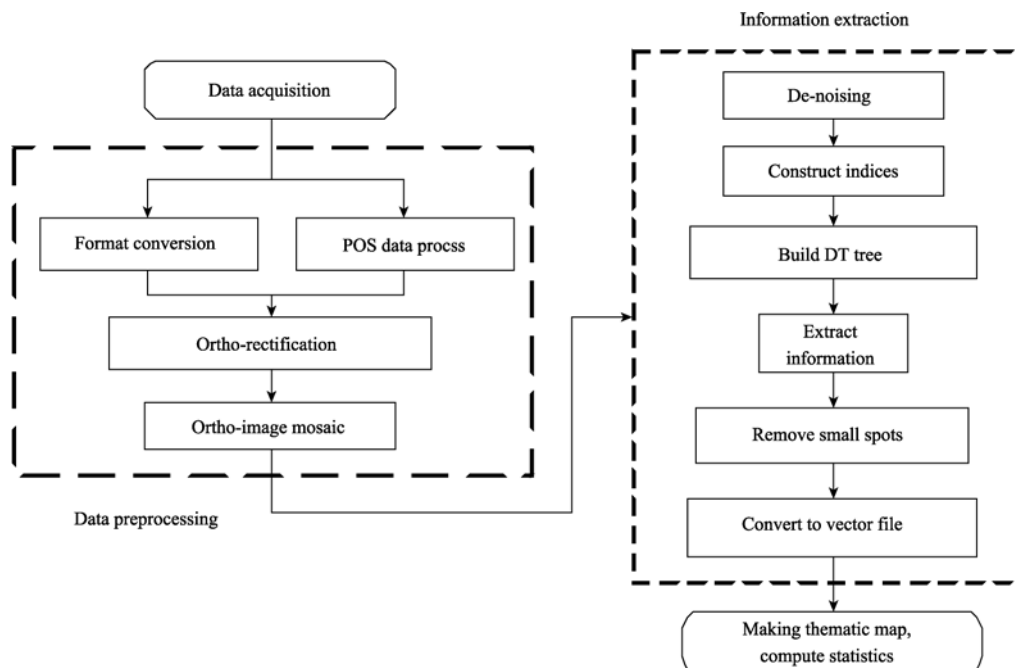 Data acquisition
Format conversion
POS data procss
Ortho-rectification
Ortho-image mosaic
Data preprocessing
Information extraction
De-noising
Construct indices
Build DT tree
Extract
information
Remove small spots
Convert to vector file
Making thematic map,
compute statistics